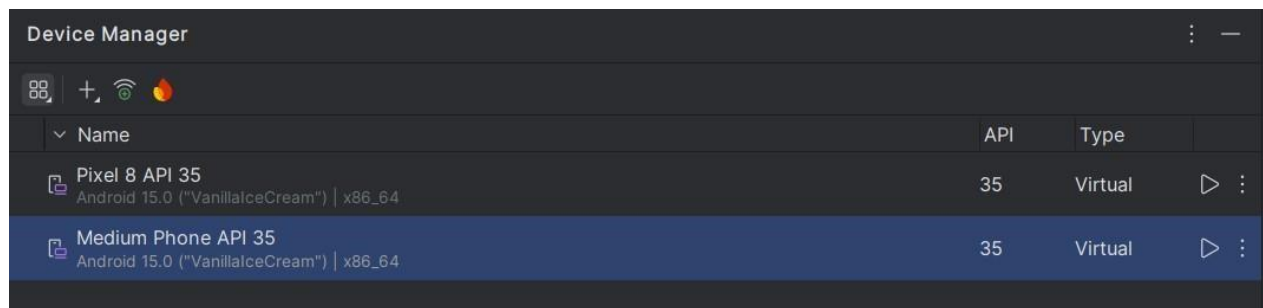 Device Manager
Name API Type
Pixel 8 API 35 35 Virtual
Android 15.0 ("VanillaIceCream") | x86_64
Medium Phone API 35 35 Virtual
Android 15.0 ("VanillaIceCream") | x86_64